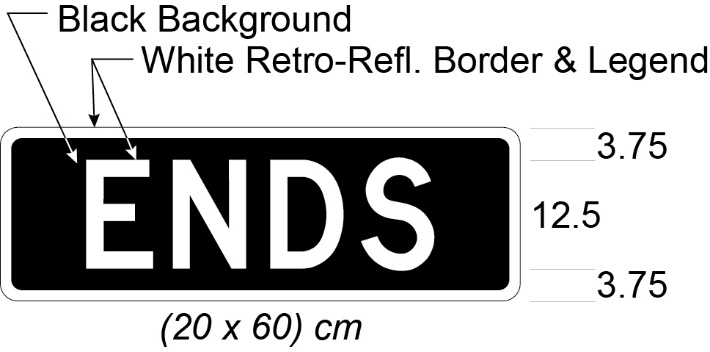 Black Background
White Retro-Refl. Border & Legend
ENDS
3.75
12.5
3.75
(20 x 60) cm